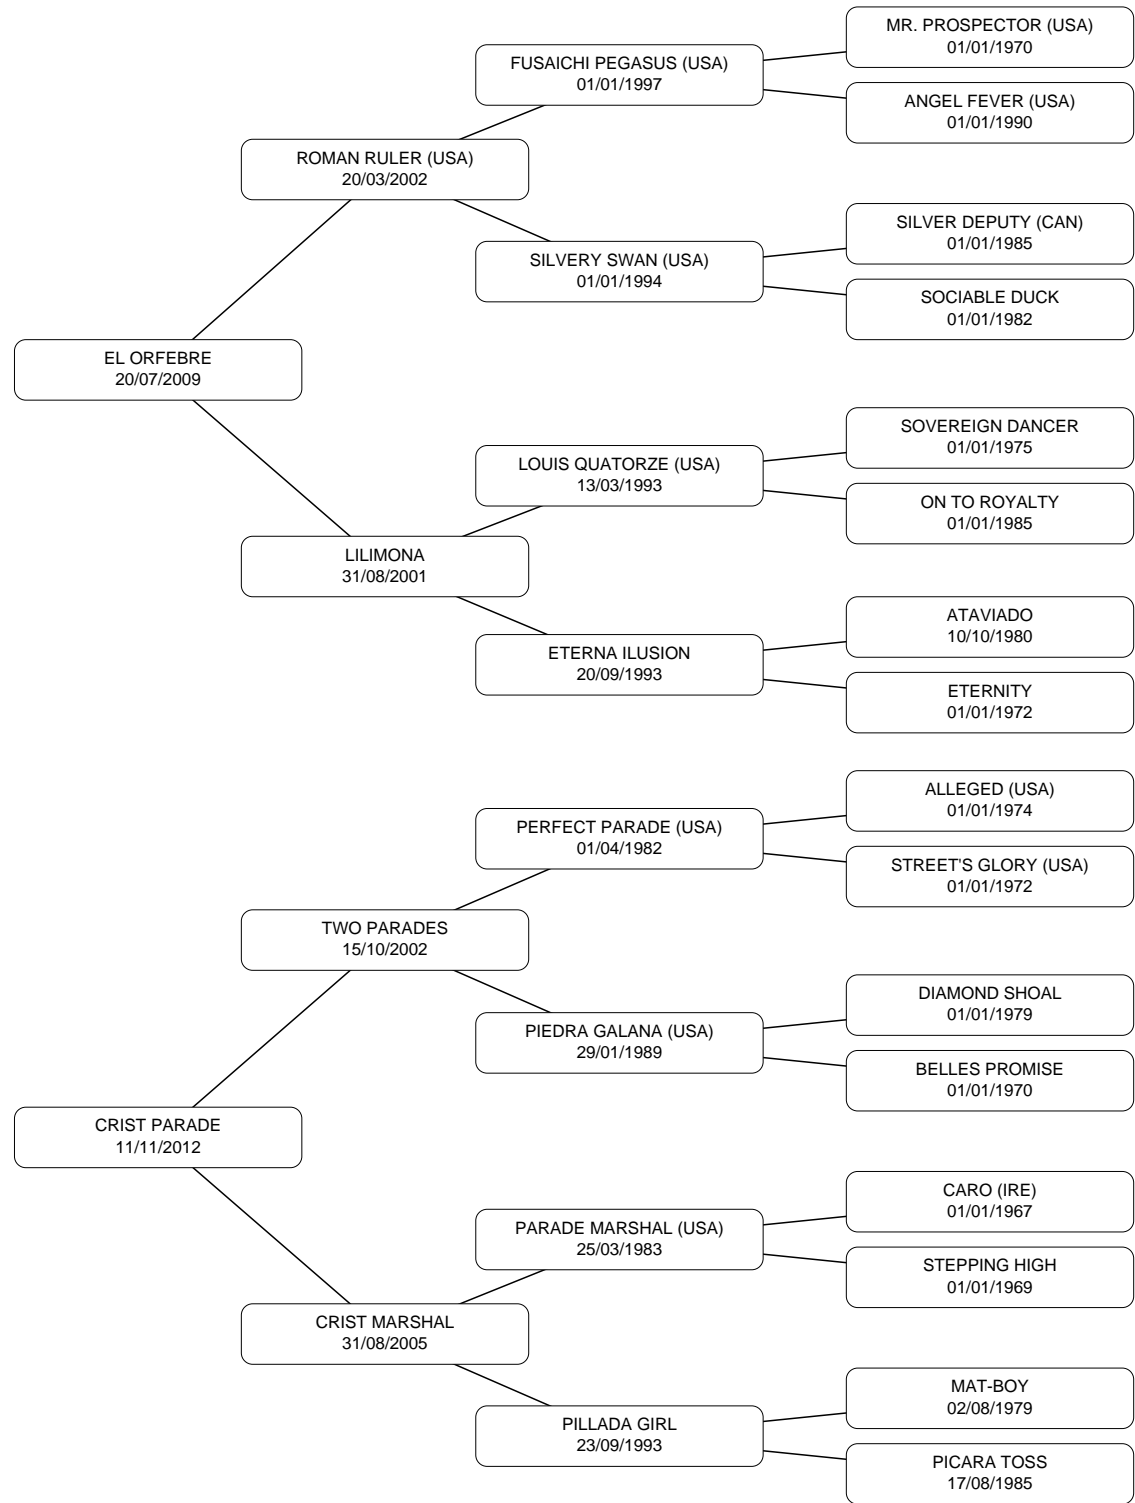 MR. PROSPECTOR (USA)
01/01/1970
FUSAICHI PEGASUS (USA)
01/01/1997
ANGEL FEVER (USA)
01/01/1990
ROMAN RULER (USA)
20/03/2002
SILVER DEPUTY (CAN)
01/01/1985
SILVERY SWAN (USA)
01/01/1994
SOCIABLE DUCK
01/01/1982
EL ORFEBRE
20/07/2009
SOVEREIGN DANCER
01/01/1975
LOUIS QUATORZE (USA)
13/03/1993
ON TO ROYALTY
01/01/1985
LILIMONA
31/08/2001
ATAVIADO
10/10/1980
ETERNA ILUSION
20/09/1993
ETERNITY
01/01/1972
ALLEGED (USA)
01/01/1974
PERFECT PARADE (USA)
01/04/1982
STREET'S GLORY (USA)
01/01/1972
TWO PARADES
15/10/2002
DIAMOND SHOAL
01/01/1979
PIEDRA GALANA (USA)
29/01/1989
BELLES PROMISE
01/01/1970
CRIST PARADE
11/11/2012
CARO (IRE)
01/01/1967
PARADE MARSHAL (USA)
25/03/1983
STEPPING HIGH
01/01/1969
CRIST MARSHAL
31/08/2005
MAT-BOY
02/08/1979
PILLADA GIRL
23/09/1993
PICARA TOSS
17/08/1985